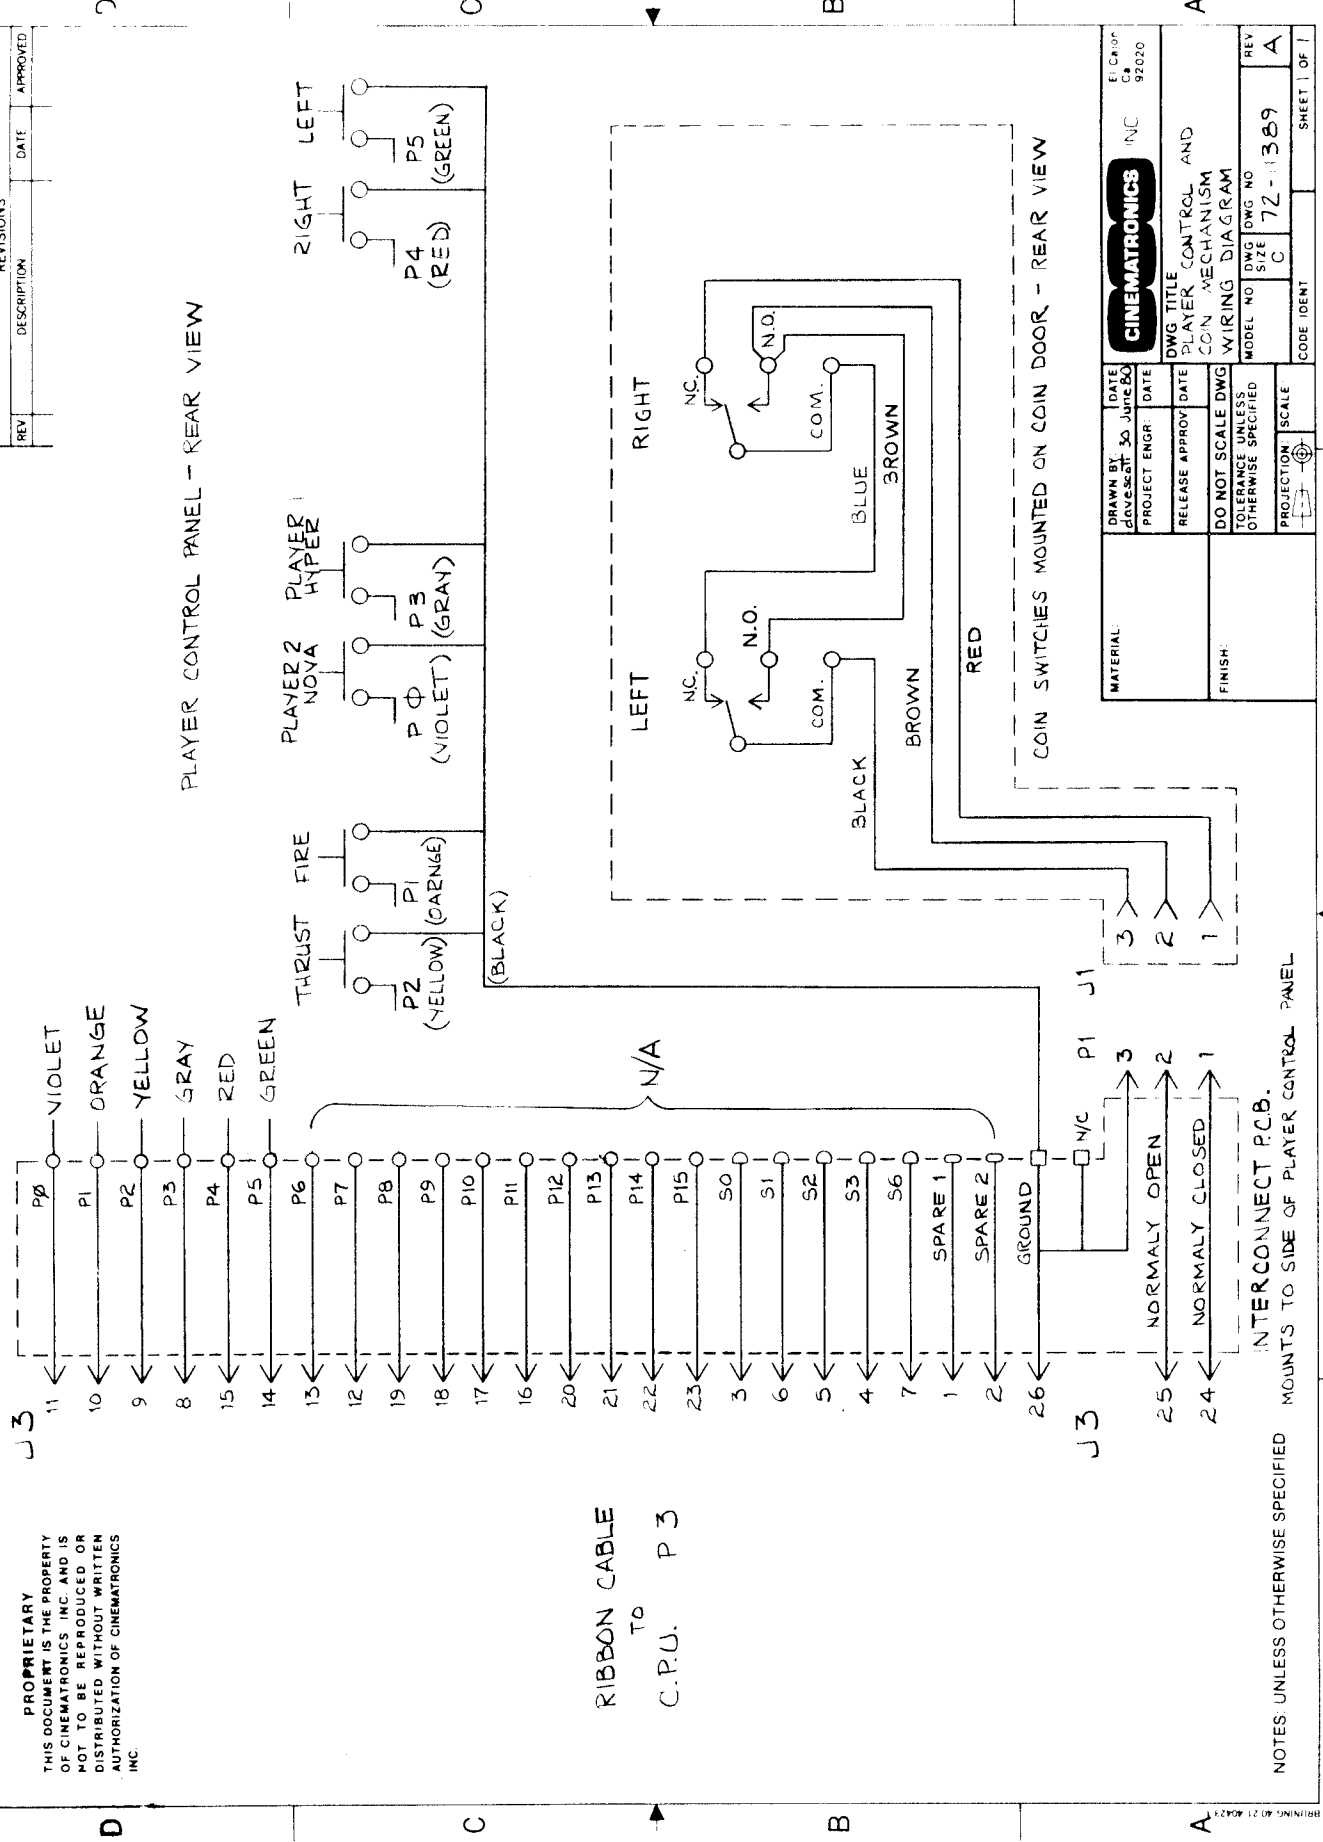 PROPRIETARY
THIS DOCUMENT IS THE PROPERTY
OF CINEMATRONICS INC. AND IS
NOT TO BE REPRODUCED OR
DISTRIBUTED WITHOUT WRITTEN
AUTHORIZATION OF CINEMATRONICS
INC.
REVISIONS
REV DESCRIPTION DATE APPROVED
D
C
B
A
D
C
B
A
PLAYER CONTROL PANEL - REAR VIEW
J3
11 PØ VIOLET
10 P1 ORANGE
9 P2 YELLOW
8 P3 GRAY
15 P4 RED
14 P5 GREEN
13 P6
12 P7
19 P8
18 P9
17 P10
16 P11
20 P12
21 P13
22 P14
23 P15
3 S0
6 S1
5 S2
4 S3
7 S6
1 SPARE 1
2 SPARE 2
26 GROUND
N/A
N/C
J3
25 NORMALY OPEN
24 NORMALY CLOSED
P1
3
2
1
J1
3
2
1
INTERCONNECT P.C.B.
MOUNTS TO SIDE OF PLAYER CONTROL PANEL
RIBBON CABLE
TO
C.P.U. P3
THRUST
P2
(YELLOW)
FIRE
P1
(OARNGE)
PLAYER 2
NOVA
P Ø
(VIOLET)
PLAYER 1
HYPER
P3
(GRAY)
RIGHT
P4
(RED)
LEFT
P5
(GREEN)
(BLACK)
LEFT
N.C.
N.O.
COM.
RIGHT
N.C.
N.O.
COM.
BLUE
BROWN
BLACK
BROWN
RED
COIN SWITCHES MOUNTED ON COIN DOOR - REAR VIEW
NOTES: UNLESS OTHERWISE SPECIFIED
MATERIAL:
FINISH:
DRAWN BY: DATE
davescott 30 June 80
PROJECT ENGR: DATE
RELEASE APPROV: DATE
DO NOT SCALE DWG
TOLERANCE: UNLESS
OTHERWISE SPECIFIED
PROJECTION: SCALE
CINEMATRONICS INC
El Cajon
Ca
92020
DWG TITLE
PLAYER CONTROL AND
COIN MECHANISM
WIRING DIAGRAM
MODEL NO
DWG SIZE C
DWG NO 72-11389
REV A
CODE IDENT
SHEET 1 OF 1
BRUNING 40 21 40423